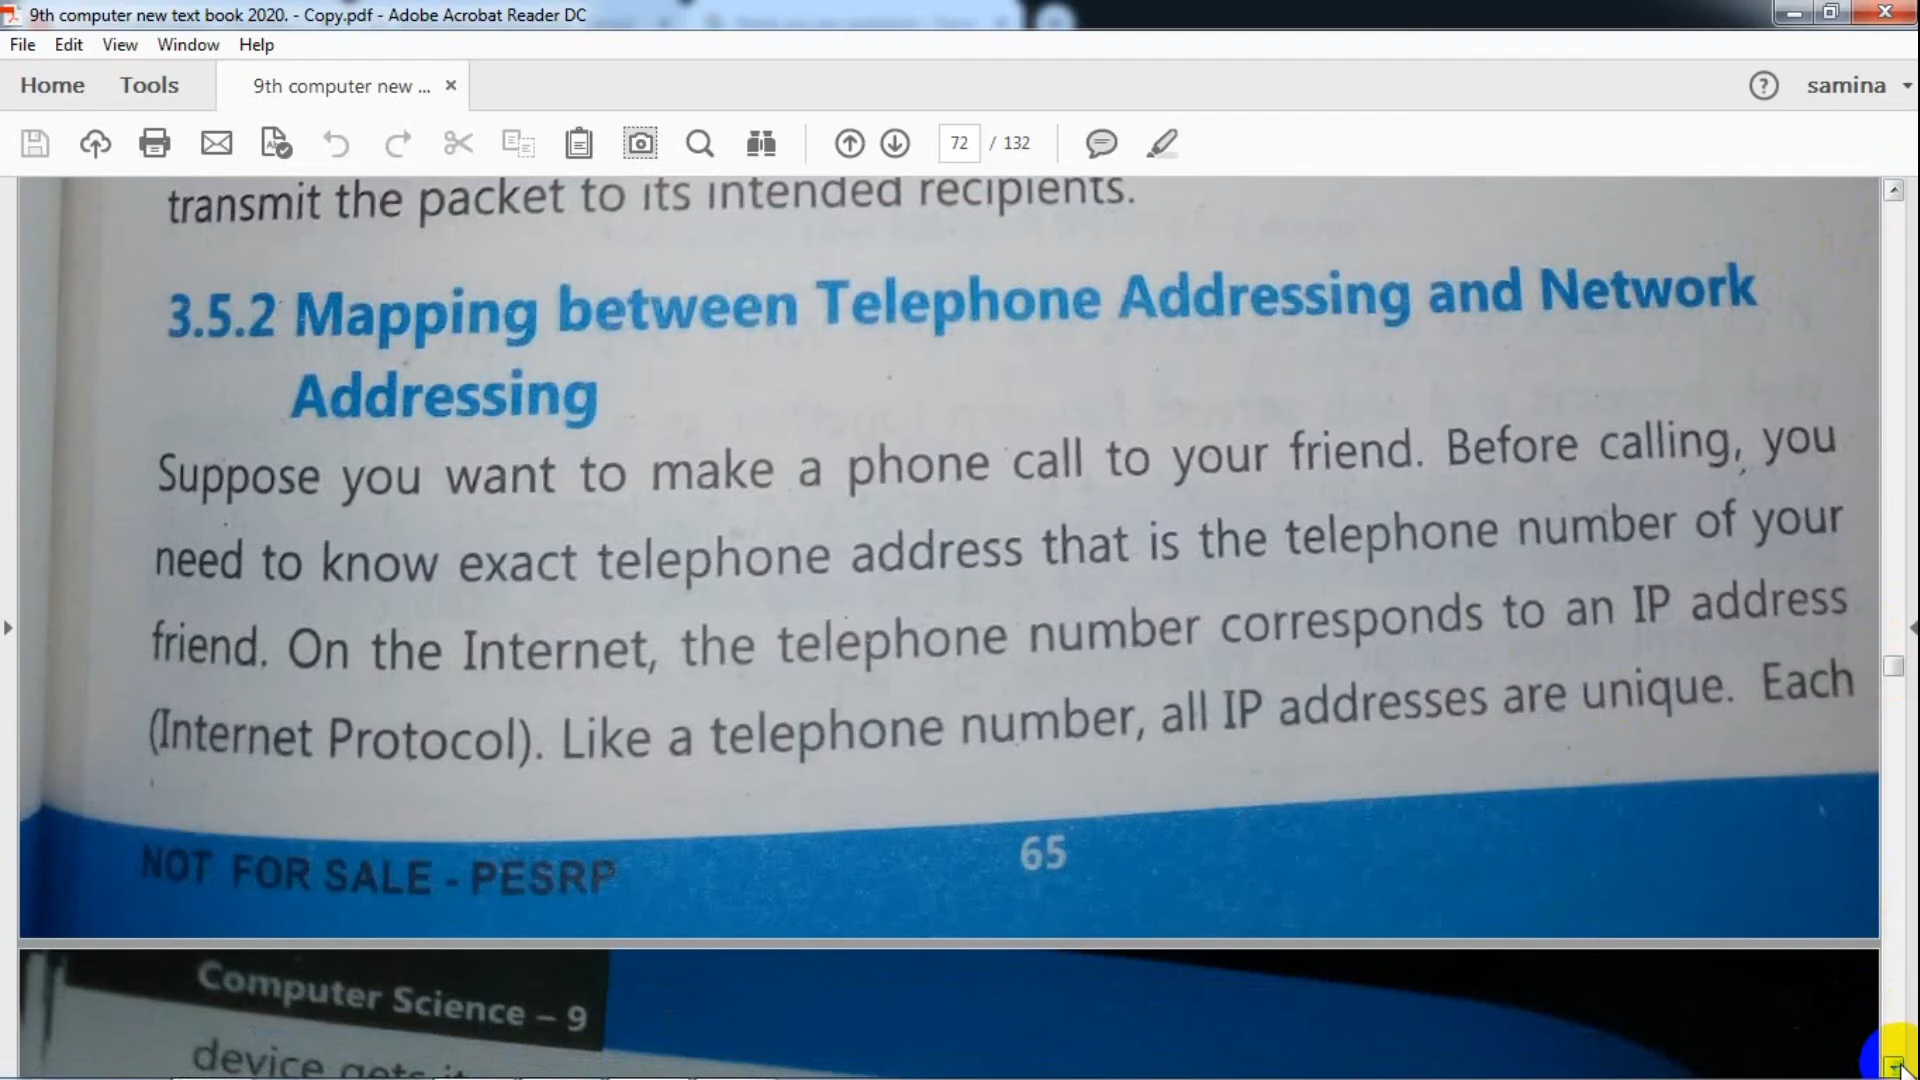 9th computer new text book 2020. - Copy.pdf - Adobe Acrobat Reader DC
File Edit View Window Help
Home Tools 9th computer new ... × samina
72 / 132
transmit the packet to its intended recipients.
3.5.2 Mapping between Telephone Addressing and Network
Addressing
Suppose you want to make a phone call to your friend. Before calling, you
need to know exact telephone address that is the telephone number of your
friend. On the Internet, the telephone number corresponds to an IP address
(Internet Protocol). Like a telephone number, all IP addresses are unique. Each
NOT FOR SALE - PESRP 65
Computer Science – 9
device gets it